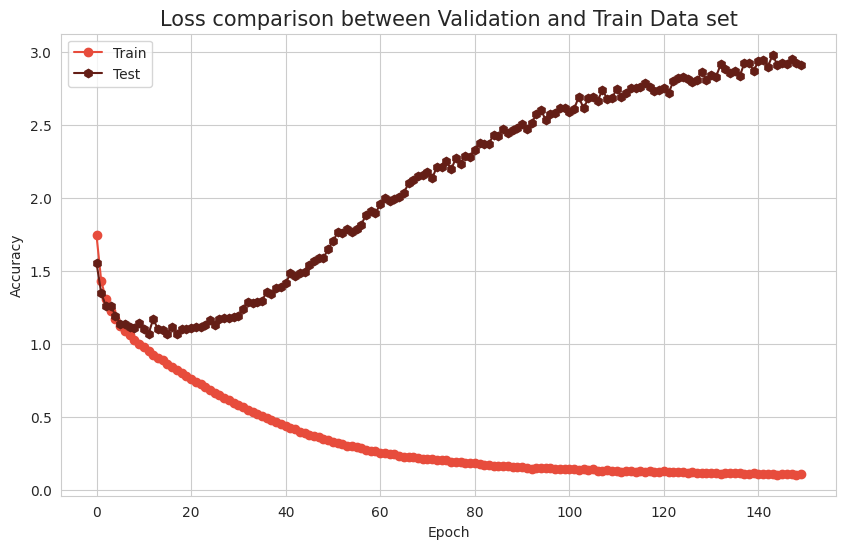 Loss comparison between Validation and Train Data set
Train
Test
3.0
2.5
2.0
1.5
1.0
0.5
0.0
Accuracy
0 20 40 60 80 100 120 140
Epoch